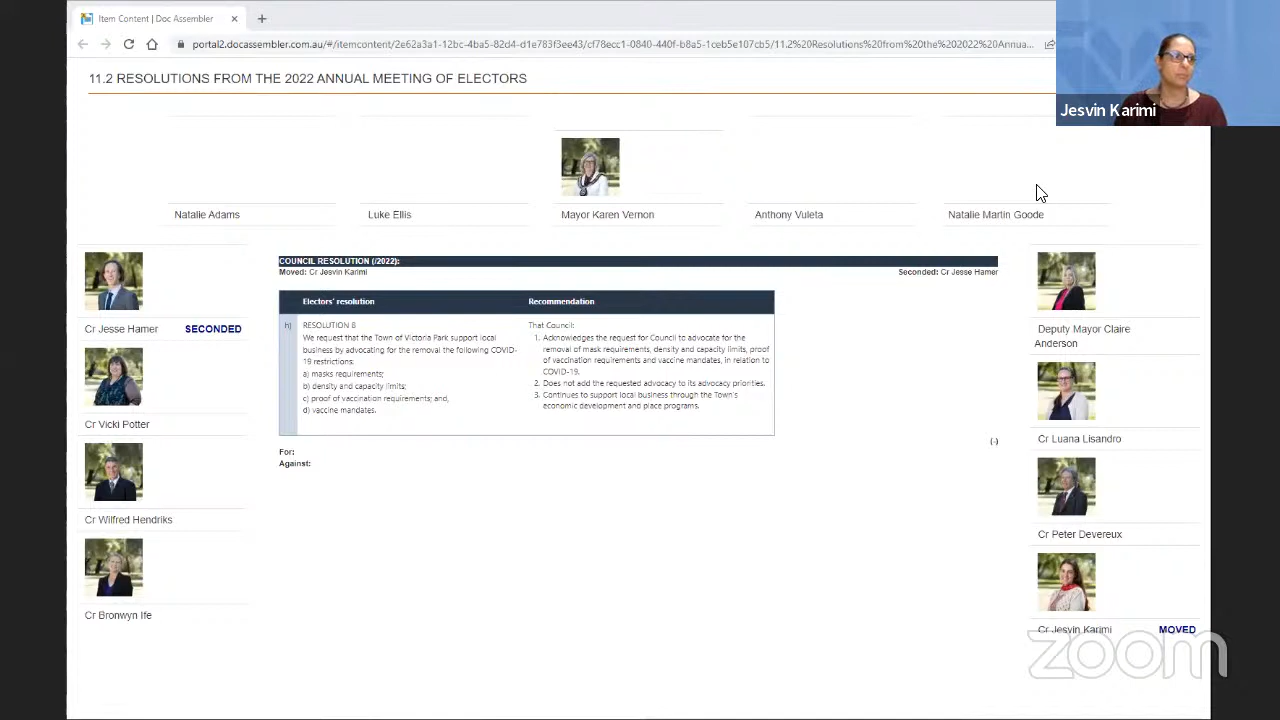 Item Content | Doc Assembler
portal2.docassembler.com.au/#/itemcontent/2e62a3a1-12bc-4ba5-82d4-d1e783f3ee43/cf78ecc1-0840-440f-b8a5-1ceb5e107cb5/11.2%20Resolutions%20from%20the%202022%20Annua...
11.2 RESOLUTIONS FROM THE 2022 ANNUAL MEETING OF ELECTORS
Jesvin Karimi
Natalie Adams
Luke Ellis
Mayor Karen Vernon
Anthony Vuleta
Natalie Martin Goode
COUNCIL RESOLUTION (/2022):
Moved: Cr Jesvin Karimi
Seconded: Cr Jesse Hamer
Electors' resolution
Recommendation
h)
RESOLUTION 8
We request that the Town of Victoria Park support local
business by advocating for the removal the following COVID-
19 restrictions.
a) masks requirements;
b) density and capacity limits;
c) proof of vaccination requirements; and,
d) vaccine mandates.
That Council:
1. Acknowledges the request for Council to advocate for the
removal of mask requirements, density and capacity limits, proof
of vaccination requirements and vaccine mandates, in relation to
COVID-19.
2. Does not add the requested advocacy to its advocacy priorities.
3. Continues to support local business through the Town's
economic development and place programs.
(-)
For:
Against:
Cr Jesse Hamer SECONDED
Cr Vicki Potter
Cr Wilfred Hendriks
Cr Bronwyn Ife
Deputy Mayor Claire
Anderson
Cr Luana Lisandro
Cr Peter Devereux
Cr Jesvin Karimi MOVED
zoom